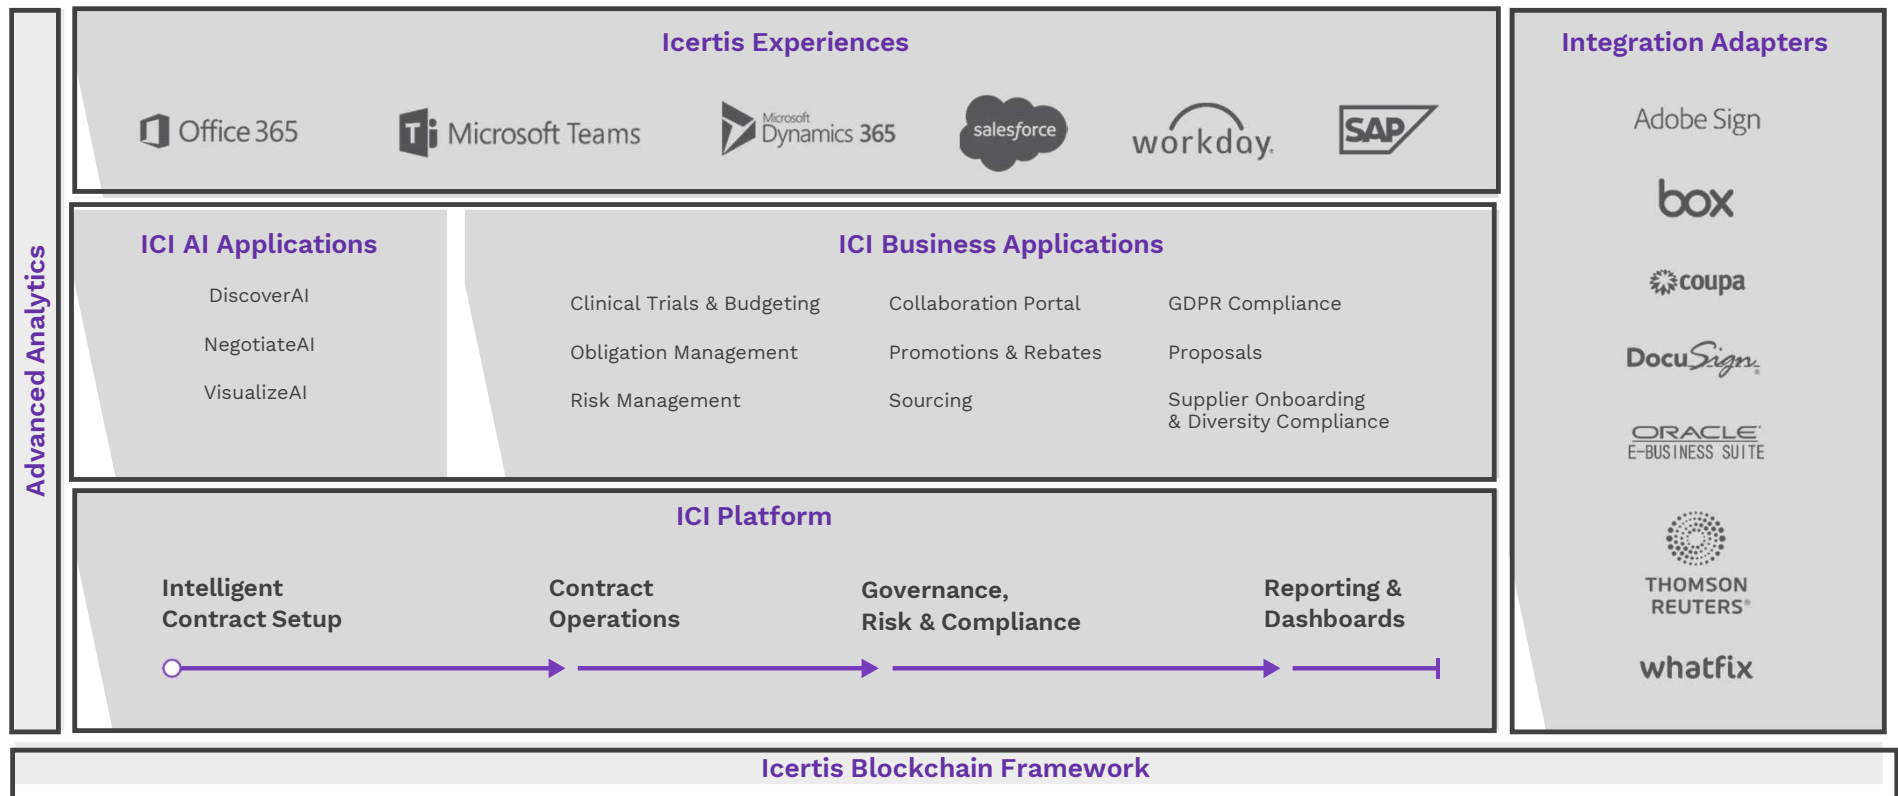 Advanced Analytics
Icertis Experiences
Office 365
Microsoft Teams
Microsoft
Dynamics 365
salesforce
workday.
SAP
ICI AI Applications
DiscoverAI
NegotiateAI
VisualizeAI
ICI Business Applications
Clinical Trials & Budgeting
Obligation Management
Risk Management
Collaboration Portal
Promotions & Rebates
Sourcing
GDPR Compliance
Proposals
Supplier Onboarding
& Diversity Compliance
ICI Platform
Intelligent
Contract Setup
Contract
Operations
Governance,
Risk & Compliance
Reporting &
Dashboards
Integration Adapters
Adobe Sign
box
coupa
DocuSign
ORACLE
E-BUSINESS SUITE
THOMSON
REUTERS®
whatfix
Icertis Blockchain Framework